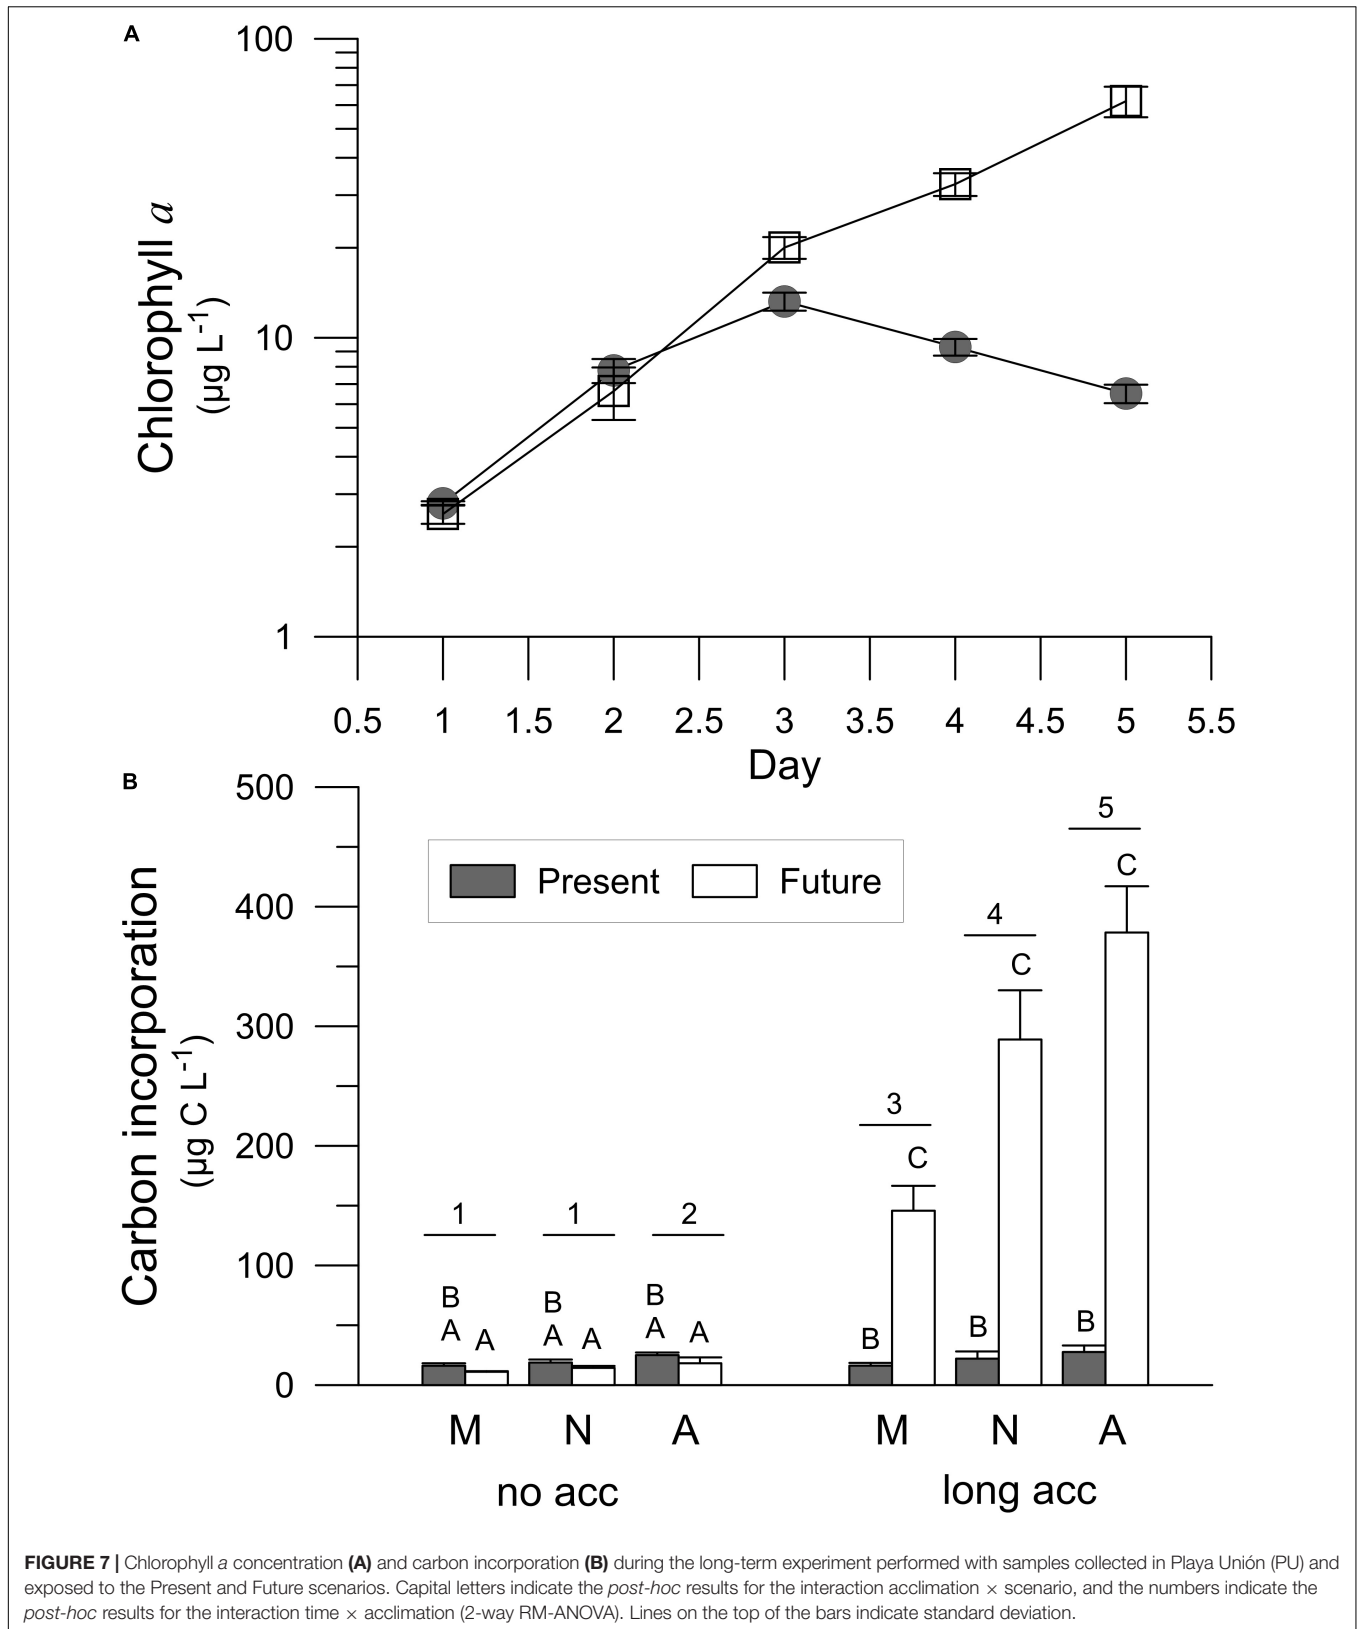 A
100
10
1
Chlorophyll a
(µg L-1)
0.5 1 1.5 2 2.5 3 3.5 4 4.5 5 5.5
Day
B
500
400
300
200
100
0
Carbon incorporation
(µg C L-1)
Present Future
5
C
4
C
3
C
1 1 2
B B B
A A A A A A
B B B
M N A M N A
no acc long acc
FIGURE 7 | Chlorophyll a concentration (A) and carbon incorporation (B) during the long-term experiment performed with samples collected in Playa Unión (PU) and
exposed to the Present and Future scenarios. Capital letters indicate the post-hoc results for the interaction acclimation × scenario, and the numbers indicate the
post-hoc results for the interaction time × acclimation (2-way RM-ANOVA). Lines on the top of the bars indicate standard deviation.